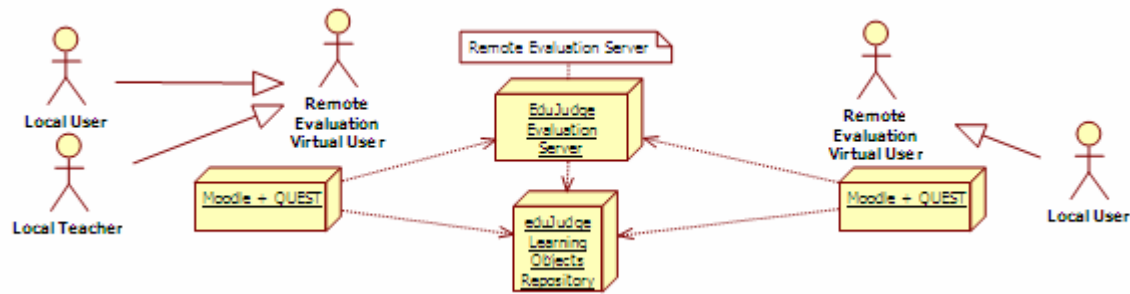 Remote Evaluation Server
Local User
Remote
Evaluation
Virtual User
EduJudge
Evaluation
Server
Remote
Evaluation
Virtual User
Local Teacher
Moodle + QUEST
eduJudge
Learning
Objects
Repository
Moodle + QUEST
Local User